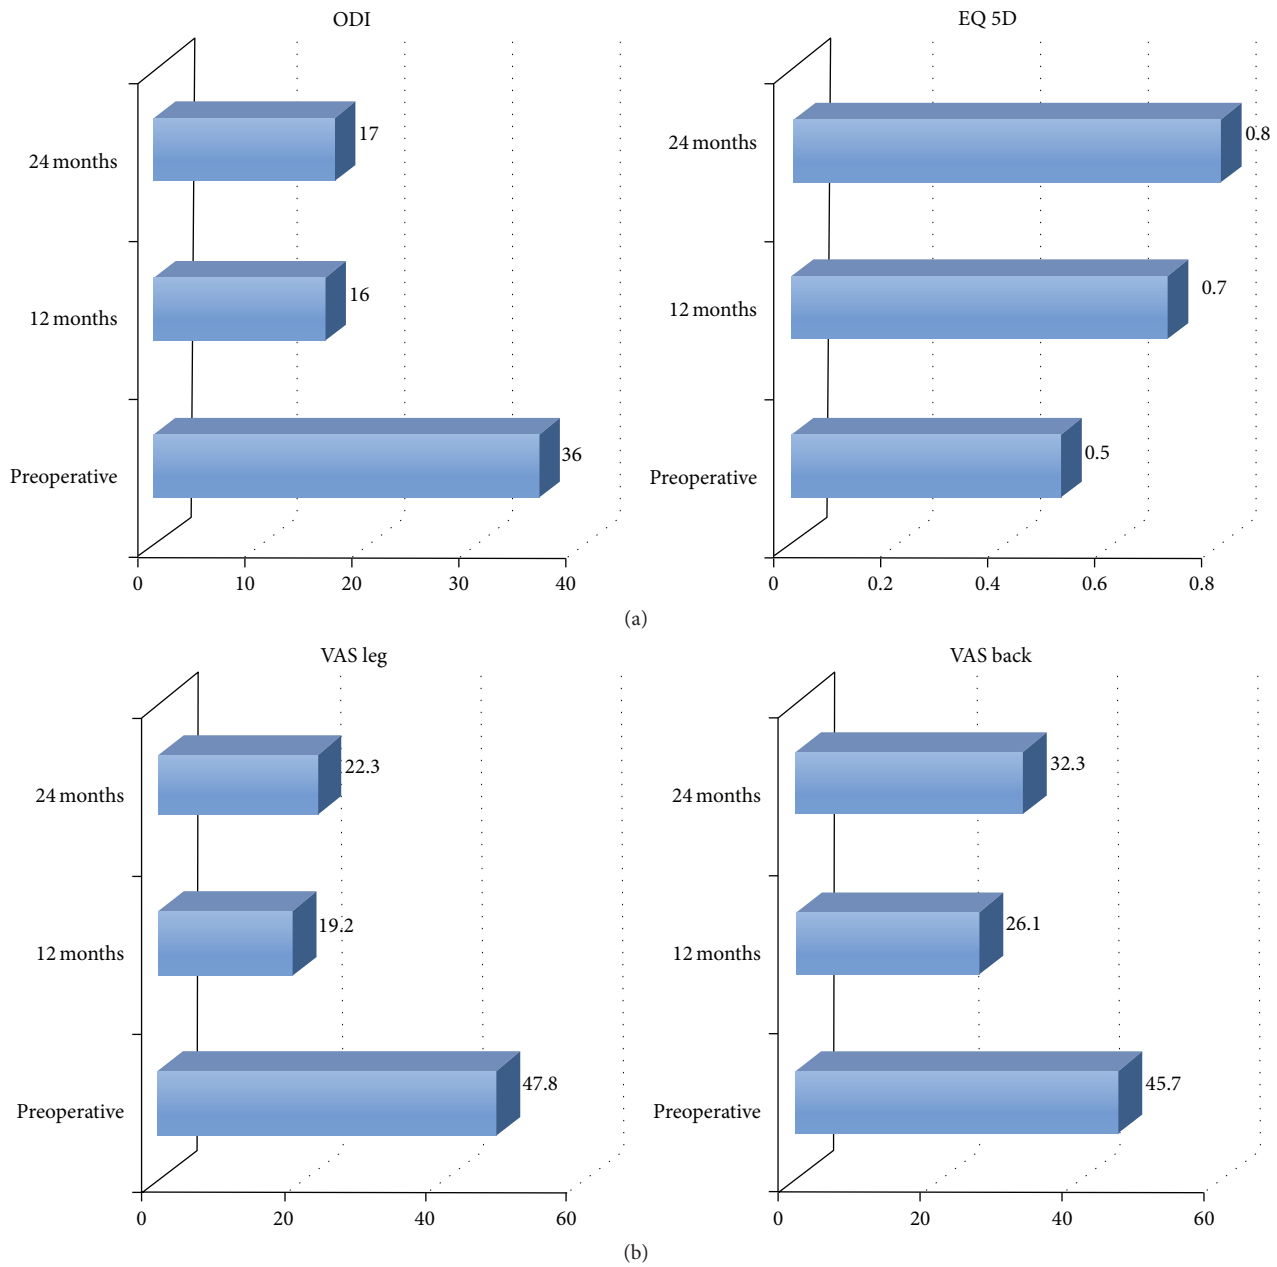 ODI
24 months
17
12 months
16
Preoperative
36
0 10 20 30 40
EQ 5D
24 months
0.8
12 months
0.7
Preoperative
0.5
0 0.2 0.4 0.6 0.8
(a)
VAS leg
24 months
22.3
12 months
19.2
Preoperative
47.8
0 20 40 60
VAS back
24 months
32.3
12 months
26.1
Preoperative
45.7
0 20 40 60
(b)